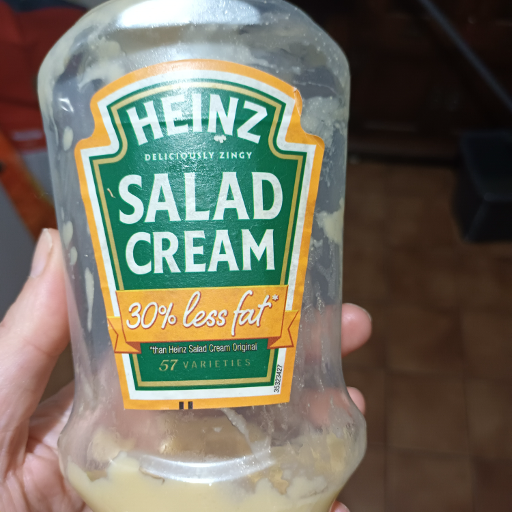 HEINZ
DELICIOUSLY ZINGY
SALAD
CREAM
30% less fat*
*than Heinz Salad Cream Original
57 VARIETIES